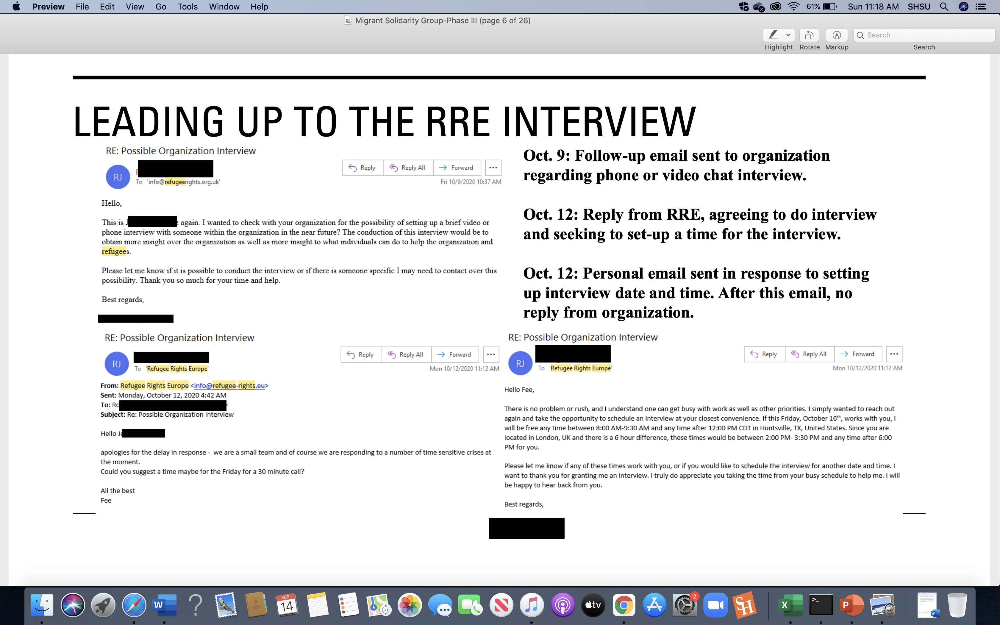 Preview File Edit View Go Tools Window Help 61% Sun 11:18 AM SHSU
Migrant Solidarity Group-Phase III (page 6 of 26)
Search
Highlight Rotate Markup Search
LEADING UP TO THE RRE INTERVIEW
RE: Possible Organization Interview
RJ
Reply Reply All Forward
To 'info@refugeerights.org.uk'
Fri 10/9/2020 10:37 AM
Hello,
This is J again. I wanted to check with your organization for the possibility of setting up a brief video or
phone interview with someone within the organization in the near future? The conduction of this interview would be to
obtain more insight over the organization as well as more insight to what individuals can do to help the organization and
refugees.
Please let me know if it is possible to conduct the interview or if there is someone specific I may need to contact over this
possibility. Thank you so much for your time and help.
Best regards,
Oct. 9: Follow-up email sent to organization
regarding phone or video chat interview.
Oct. 12: Reply from RRE, agreeing to do interview
and seeking to set-up a time for the interview.
Oct. 12: Personal email sent in response to setting
up interview date and time. After this email, no
reply from organization.
RE: Possible Organization Interview
RJ
Reply Reply All Forward
To 'Refugee Rights Europe'
Mon 10/12/2020 11:12 AM
From: Refugee Rights Europe <info@refugee-rights.eu>
Sent: Monday, October 12, 2020 4:42 AM
To: Ro
Subject: Re: Possible Organization Interview
Hello Je
apologies for the delay in response - we are a small team and of course we are responding to a number of time sensitive crises at
the moment.
Could you suggest a time maybe for the Friday for a 30 minute call?
All the best
Fee
RE: Possible Organization Interview
RJ
Reply Reply All Forward
To 'Refugee Rights Europe'
Mon 10/12/2020 11:12 AM
Hello Fee,
There is no problem or rush, and I understand one can get busy with work as well as other priorities. I simply wanted to reach out
again and take the opportunity to schedule an interview at your closest convenience. If this Friday, October 16th, works with you, I
will be free any time between 8:00 AM-9:30 AM and any time after 12:00 PM CDT in Huntsville, TX, United States. Since you are
located in London, UK and there is a 6 hour difference, these times would be between 2:00 PM- 3:30 PM and any time after 6:00
PM for you.
Please let me know if any of these times work with you, or if you would like to schedule the interview for another date and time. I
want to thank you for granting me an interview. I truly do appreciate you taking the time from your busy schedule to help me. I will
be happy to hear back from you.
Best regards,
W FEB 14 3D tv 2 SH X >_ P W